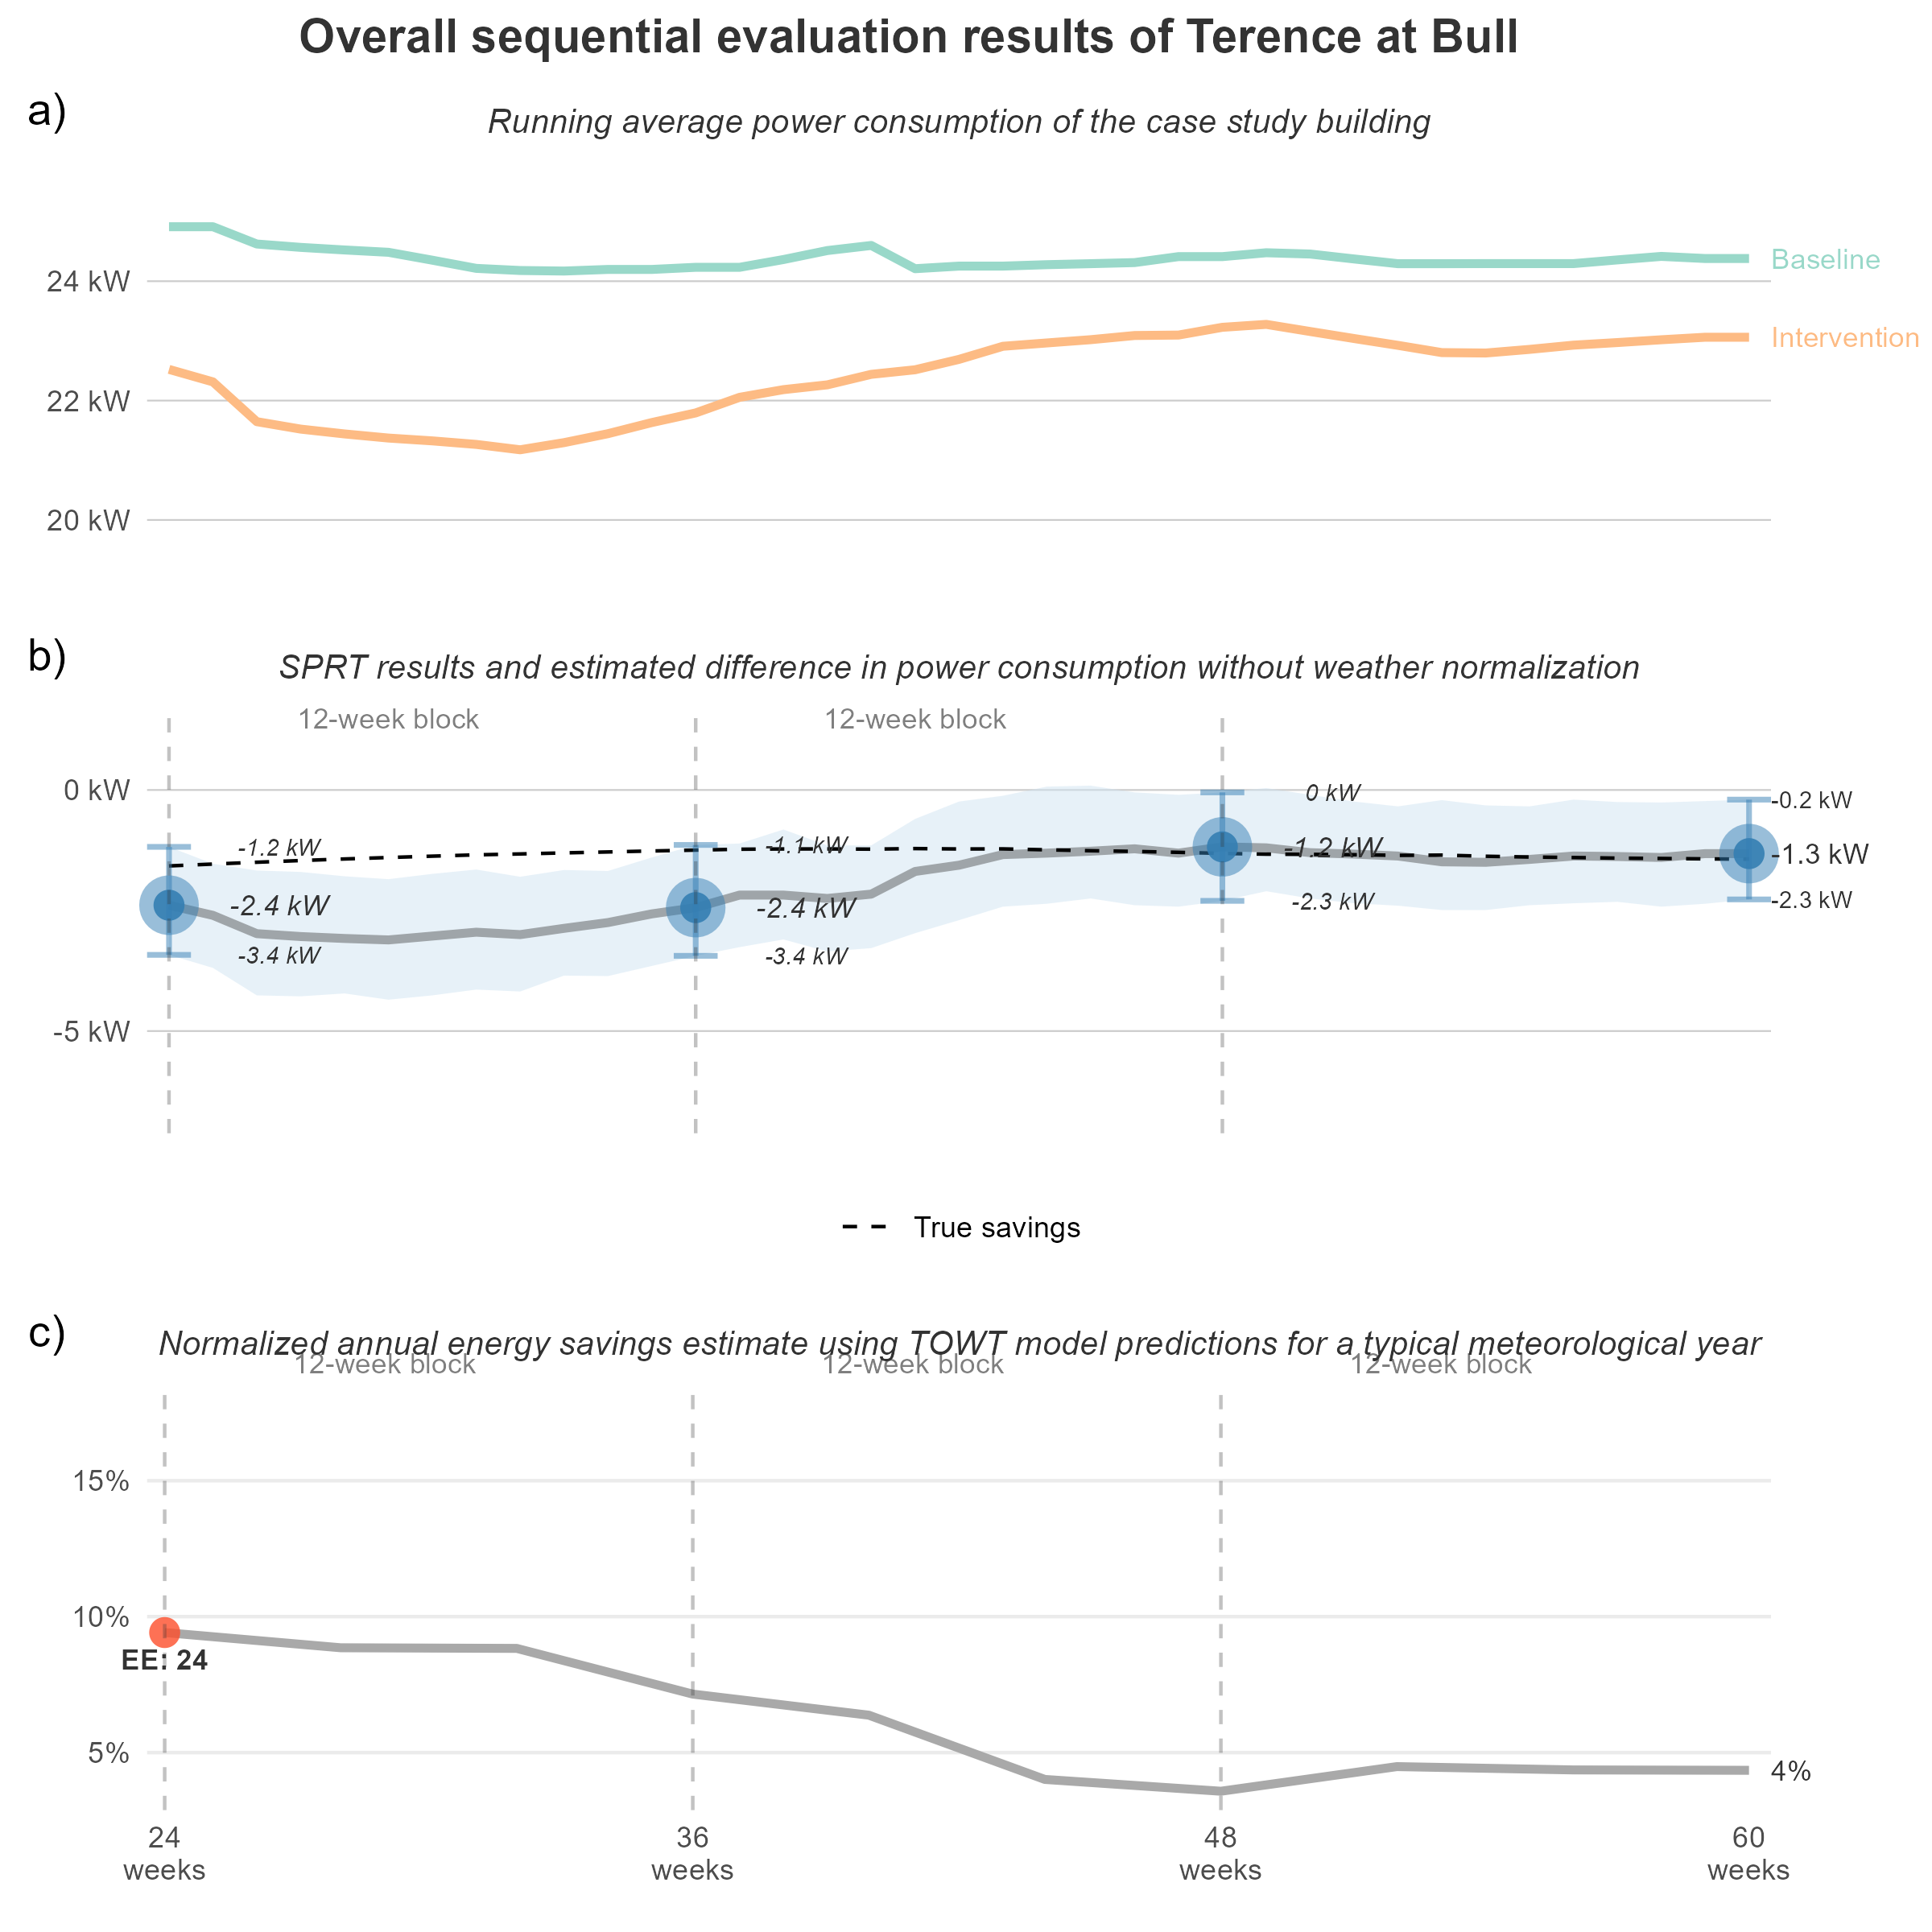 Overall sequential evaluation results of Terence at Bull
a)
Running average power consumption of the case study building
24 kW
22 kW
20 kW
Baseline
Intervention
b)
SPRT results and estimated difference in power consumption without weather normalization
12-week block
12-week block
0 kW
-5 kW
-1.2 kW
-2.4 kW
-3.4 kW
-1.1 kW
-2.4 kW
-3.4 kW
0 kW
-1.2 kW
-2.3 kW
-0.2 kW
-1.3 kW
-2.3 kW
True savings
c)
Normalized annual energy savings estimate using TOWT model predictions for a typical meteorological year
12-week block
12-week block
12-week block
15%
10%
5%
EE: 24
4%
24
weeks
36
weeks
48
weeks
60
weeks